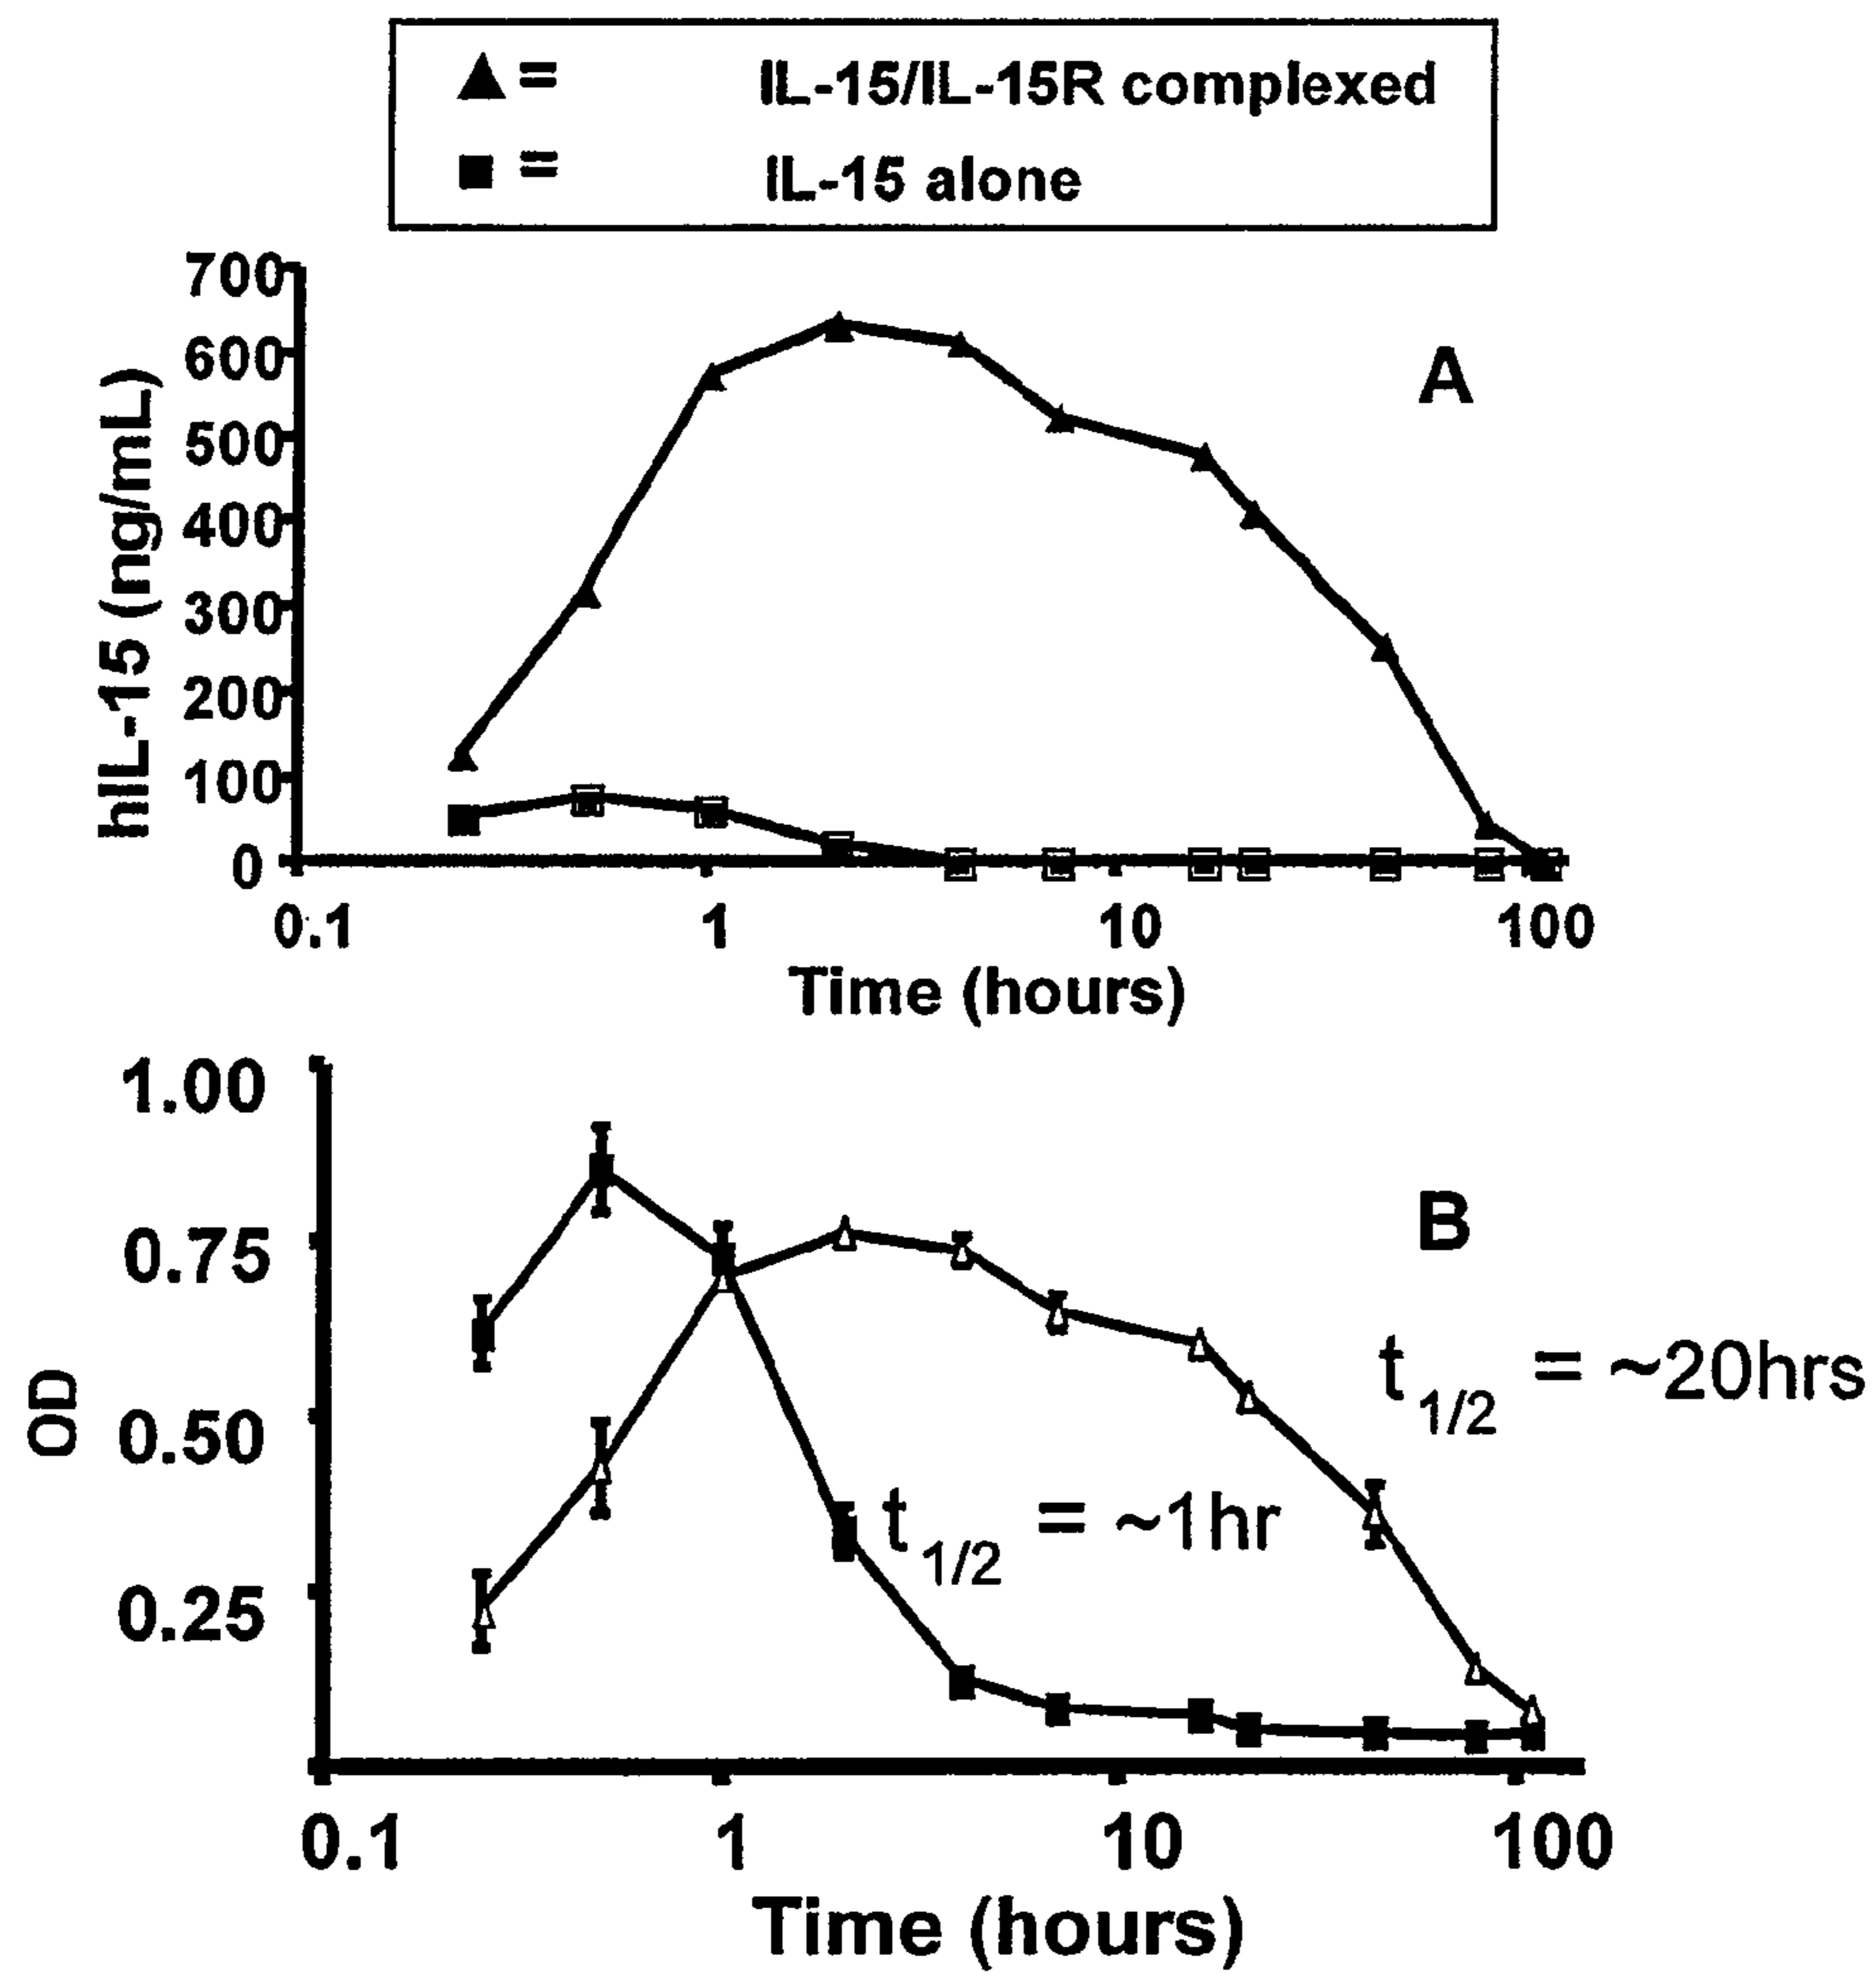 ▲ = IL-15/IL-15R complexed
■ = IL-15 alone
700
600
500
400
300
200
100
0
hIL-15 (ng/mL)
A
0.1 1 10 100
Time (hours)
1.00
0.75
0.50
0.25
OD
B
t1/2 = ~20hrs
t1/2 = ~1hr
0.1 1 10 100
Time (hours)